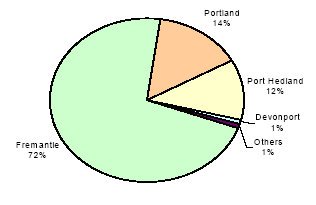 Portland
14%
Port Hedland
12%
Devonport
1%
Others
1%
Fremantle
72%